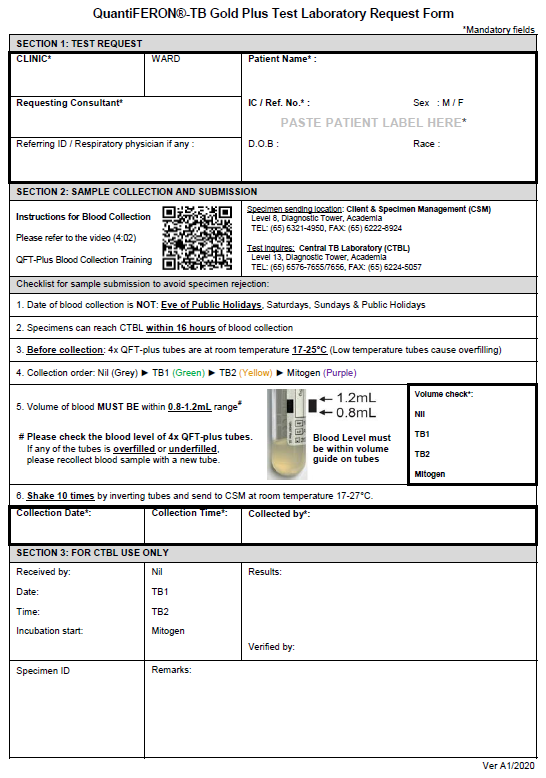 QuantiFERON®-TB Gold Plus Test Laboratory Request Form
*Mandatory fields
SECTION 1: TEST REQUEST
CLINIC*
WARD
Patient Name* :
Requesting Consultant*
IC / Ref. No.* :
Sex : M / F
PASTE PATIENT LABEL HERE*
Referring ID / Respiratory physician if any :
D.O.B :
Race :
SECTION 2: SAMPLE COLLECTION AND SUBMISSION
Instructions for Blood Collection
Please refer to the video (4:02)
QFT-Plus Blood Collection Training
Specimen sending location: Client & Specimen Management (CSM)
Level 8, Diagnostic Tower, Academia
TEL: (65) 6321-4950, FAX: (65) 6222-6924
Test Inquires: Central TB Laboratory (CTBL)
Level 13, Diagnostic Tower, Academia
TEL: (65) 6576-7655/7656, FAX: (65) 6224-5057
Checklist for sample submission to avoid specimen rejection:
1. Date of blood collection is NOT: Eve of Public Holidays, Saturdays, Sundays & Public Holidays
2. Specimens can reach CTBL within 16 hours of blood collection
3. Before collection: 4x QFT-plus tubes are at room temperature 17-25°C (Low temperature tubes cause overfilling)
4. Collection order: Nil (Grey) ► TB1 (Green) ► TB2 (Yellow) ► Mitogen (Purple)
5. Volume of blood MUST BE within 0.8-1.2mL range#
# Please check the blood level of 4x QFT-plus tubes.
If any of the tubes is overfilled or underfilled,
please recollect blood sample with a new tube.
1.2mL
0.8mL
Blood Level must
be within volume
guide on tubes
Volume check*:
Nil
TB1
TB2
Mitogen
6. Shake 10 times by inverting tubes and send to CSM at room temperature 17-27°C.
Collection Date*:
Collection Time*:
Collected by*:
SECTION 3: FOR CTBL USE ONLY
Received by:
Date:
Time:
Incubation start:
Nil
TB1
TB2
Mitogen
Results:
Verified by:
Specimen ID
Remarks:
Ver A1/2020